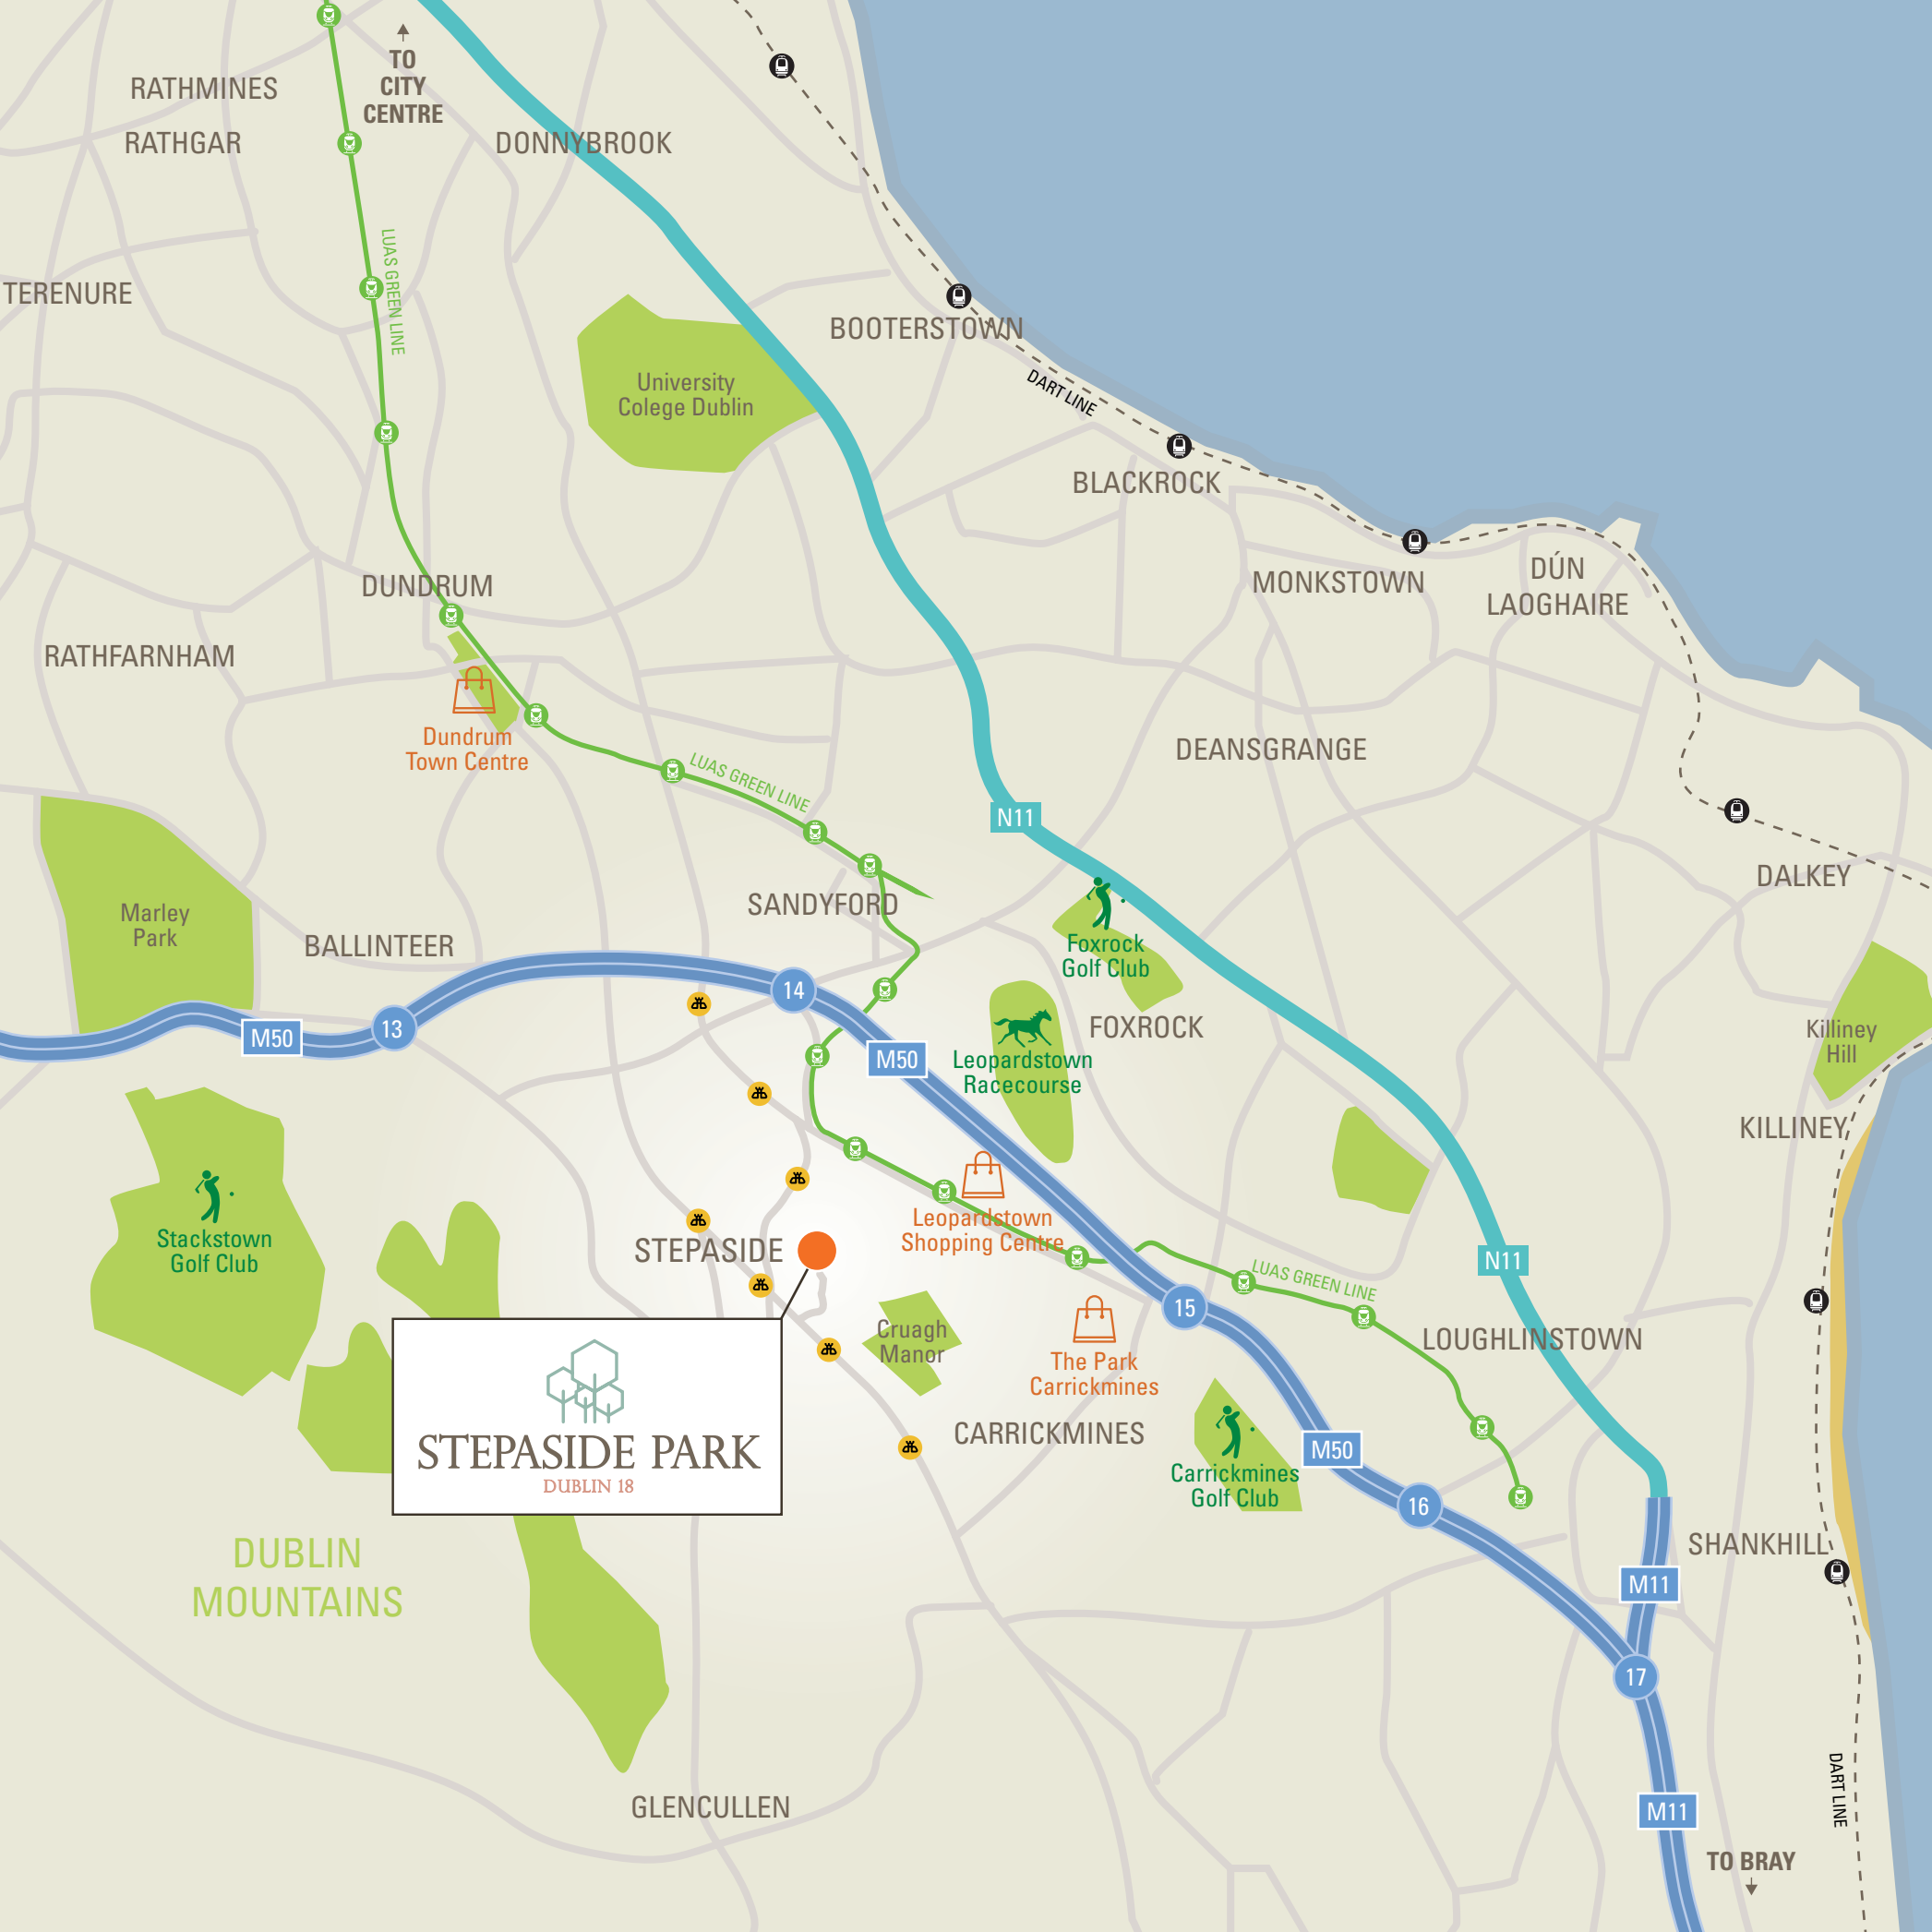 TO
CITY
CENTRE
RATHMINES
RATHGAR
DONNYBROOK
LUAS GREEN LINE
TERENURE
BOOTERSTOWN
University
Colege Dublin
DART LINE
BLACKROCK
DUNDRUM
MONKSTOWN
DÚN
LAOGHAIRE
RATHFARNHAM
Dundrum
Town Centre
LUAS GREEN LINE
DEANSGRANGE
N11
DALKEY
SANDYFORD
Marley
Park
BALLINTEER
Foxrock
Golf Club
14
13
M50
M50
FOXROCK
Leopardstown
Racecourse
Killiney
Hill
KILLINEY
Stackstown
Golf Club
Leopardstown
Shopping Centre
STEPASIDE
N11
LUAS GREEN LINE
15
Cruagh
Manor
LOUGHLINSTOWN
The Park
Carrickmines
STEPASIDE PARK
DUBLIN 18
CARRICKMINES
M50
Carrickmines
Golf Club
16
DUBLIN
MOUNTAINS
SHANKHILL
M11
17
GLENCULLEN
M11
DART LINE
TO BRAY